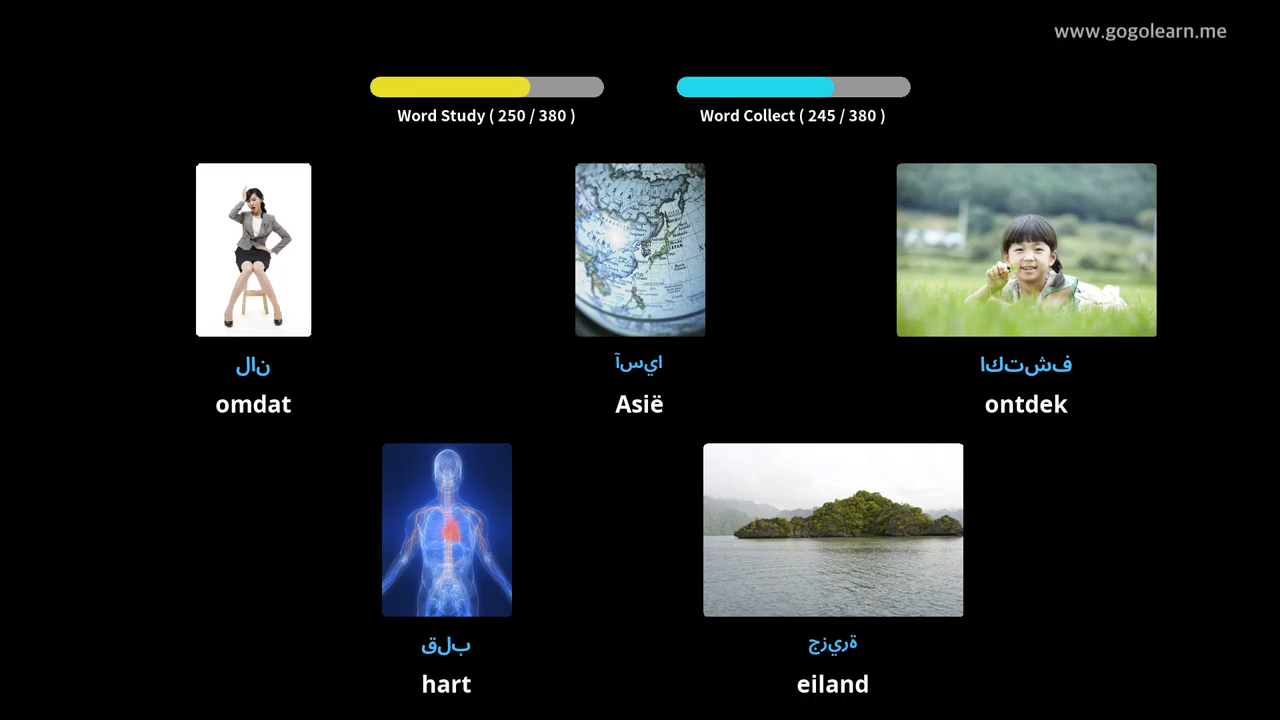 www.gogolearn.me
Word Study ( 250 / 380 )
Word Collect ( 245 / 380 )
لان
omdat
آسيا
Asië
اكتشف
ontdek
قلب
hart
جزيرة
eiland